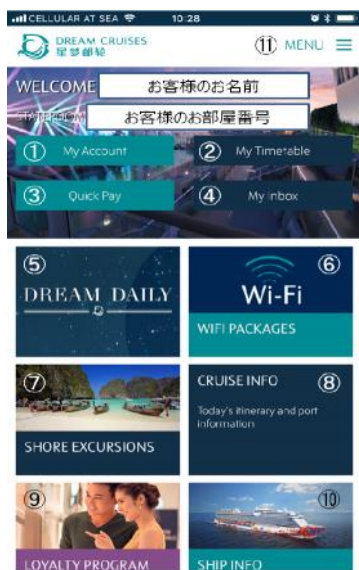 CELLULAR AT SEA 10:28
DREAM CRUISES
星梦邮轮
⑪ MENU
WELCOME お客様のお名前
STATEROOM お客様のお部屋番号
① My Account
② My Timetable
③ Quick Pay
④ My Inbox
⑤
DREAM DAILY
⑥
Wi-Fi
WIFI PACKAGES
⑦
SHORE EXCURSIONS
CRUISE INFO ⑧
Today's itinerary and port
information
⑨
LOYALTY PROGRAM
⑩
SHIP INFO